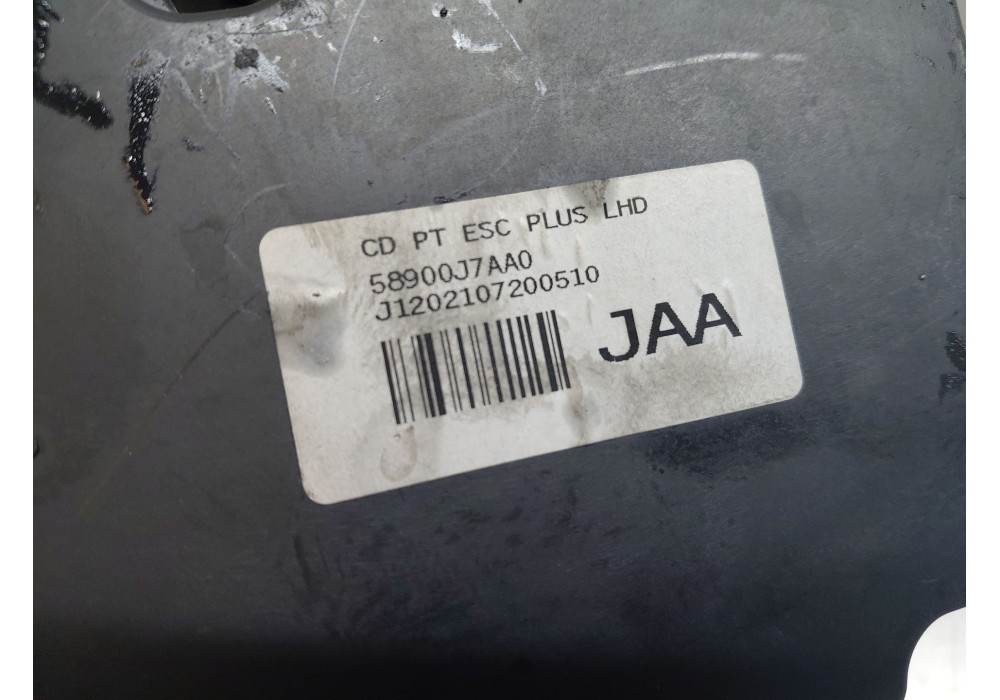 CD PT ESC PLUS LHD
58900J7AA0
J1202107200510
JAA